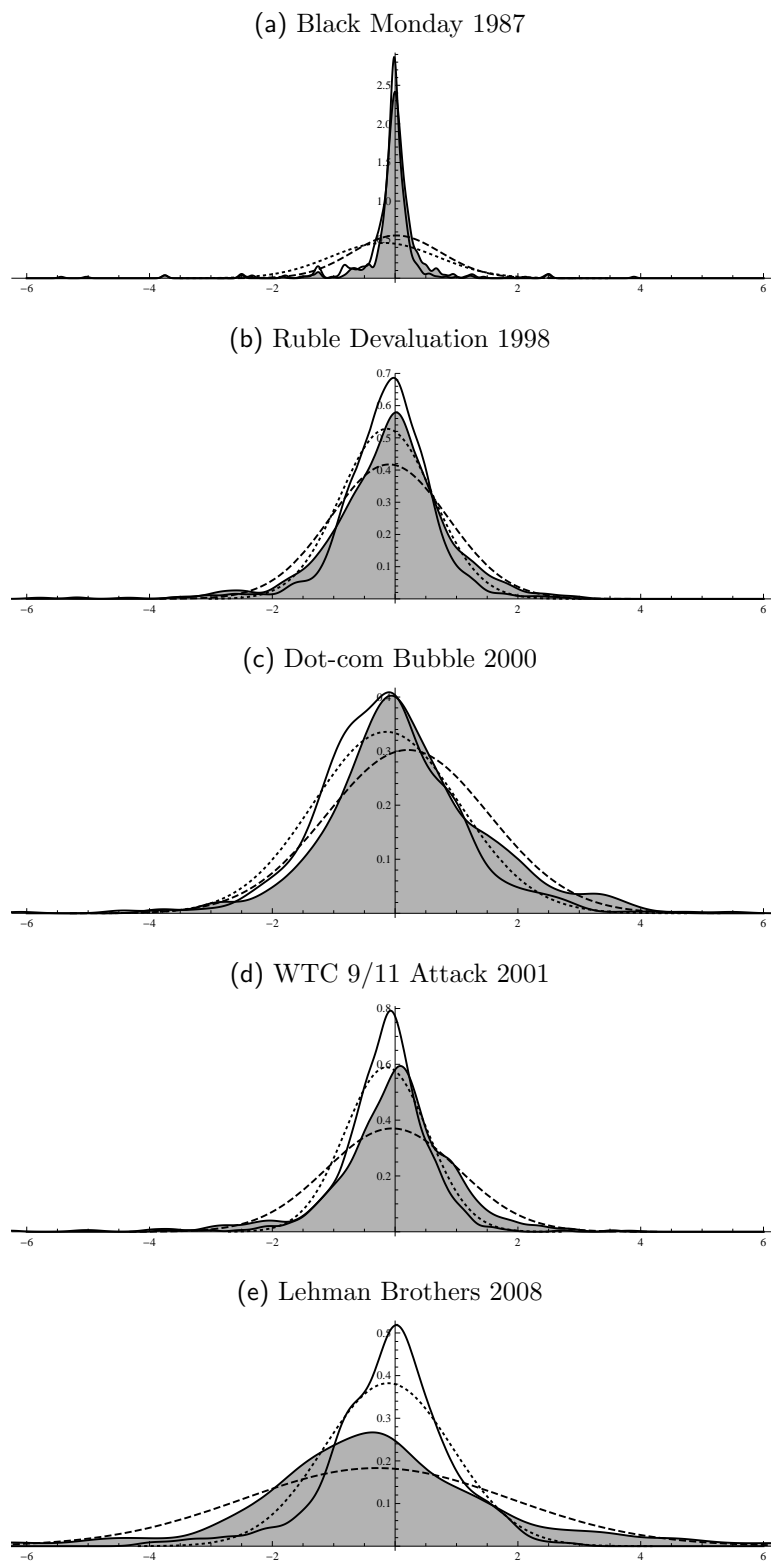 (a) Black Monday 1987
2.5
2.0
1.5
1.0
−6 −4 −2 2 4 6
(b) Ruble Devaluation 1998
0.7
0.6
0.5
0.4
0.3
0.2
0.1
−6 −4 −2 2 4 6
(c) Dot-com Bubble 2000
0.4
0.3
0.2
0.1
−6 −4 −2 2 4 6
(d) WTC 9/11 Attack 2001
0.8
0.6
0.4
0.2
−6 −4 −2 2 4 6
(e) Lehman Brothers 2008
0.5
0.4
0.3
0.2
0.1
−6 −4 −2 2 4 6